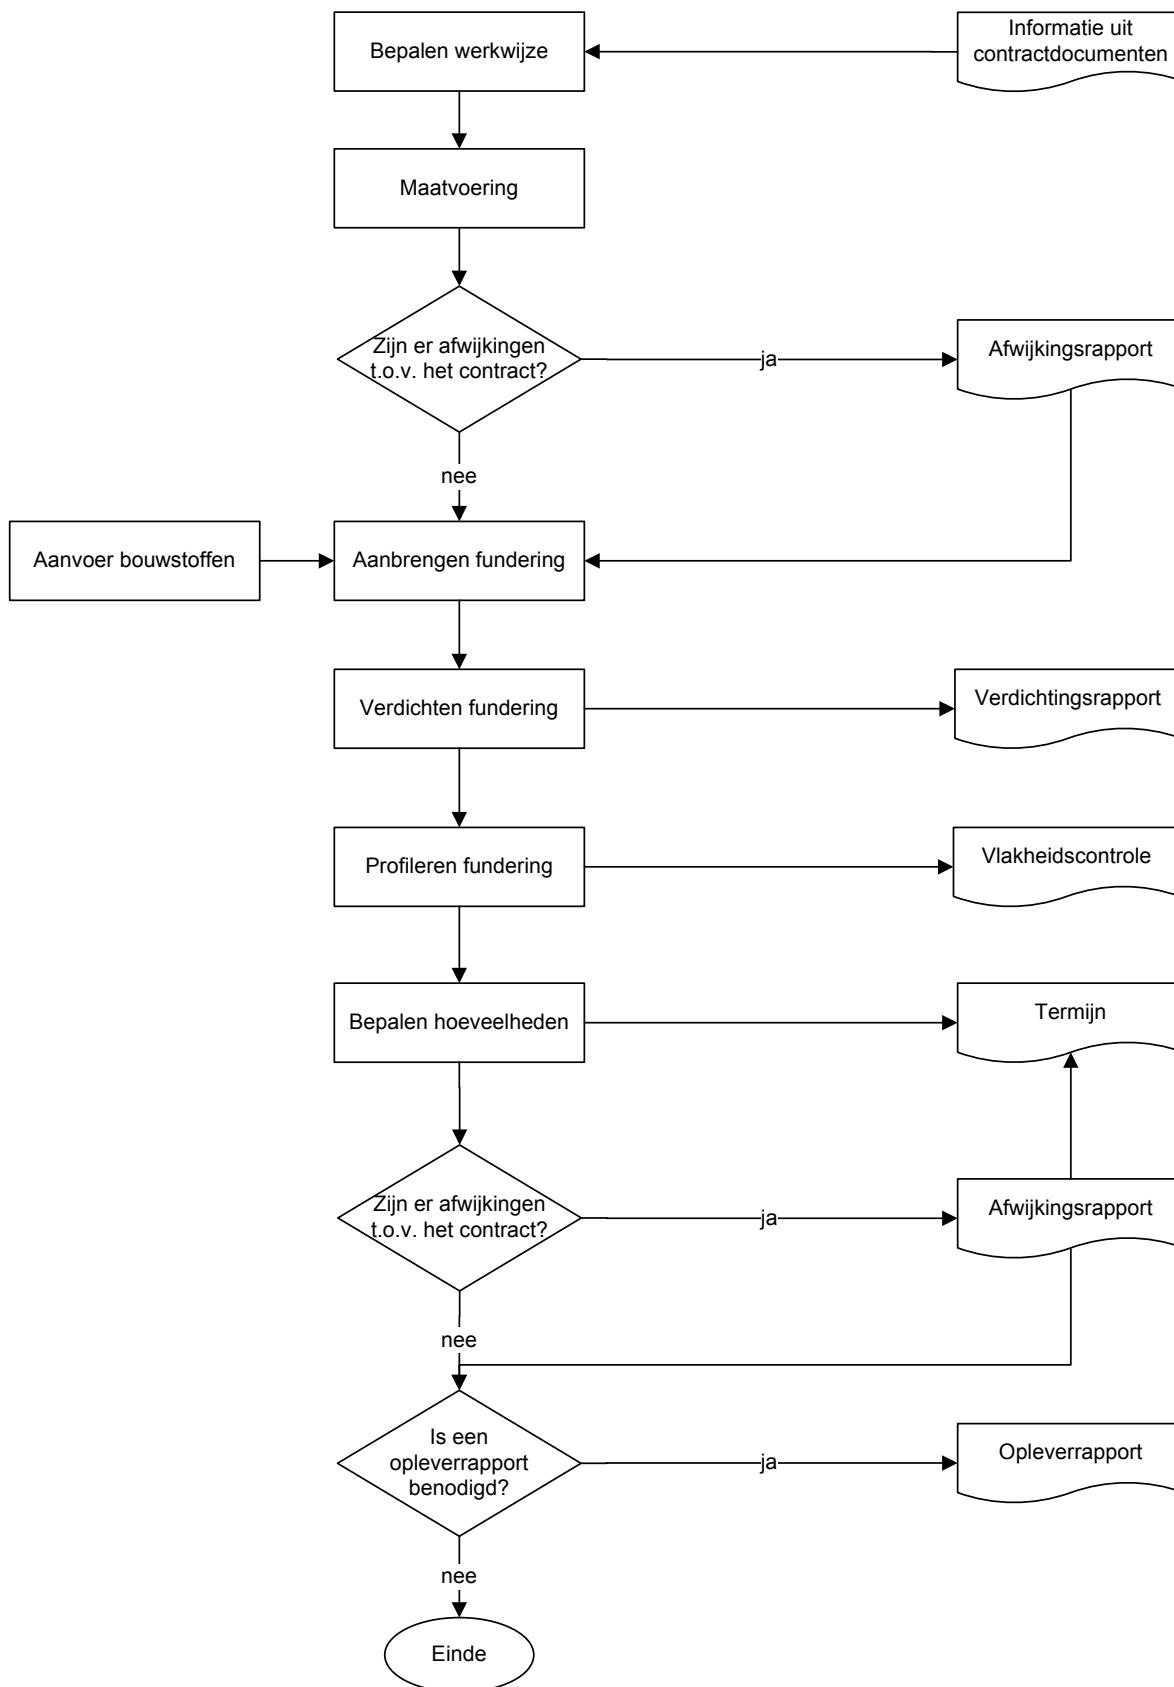 Bepalen werkwijze
Informatie uit
contractdocumenten
Maatvoering
Zijn er afwijkingen
t.o.v. het contract?
ja
Afwijkingsrapport
nee
Aanvoer bouwstoffen
Aanbrengen fundering
Verdichten fundering
Verdichtingsrapport
Profileren fundering
Vlakheidscontrole
Bepalen hoeveelheden
Termijn
Zijn er afwijkingen
t.o.v. het contract?
ja
Afwijkingsrapport
nee
Is een
opleverrapport
benodigd?
ja
Opleverrapport
nee
Einde